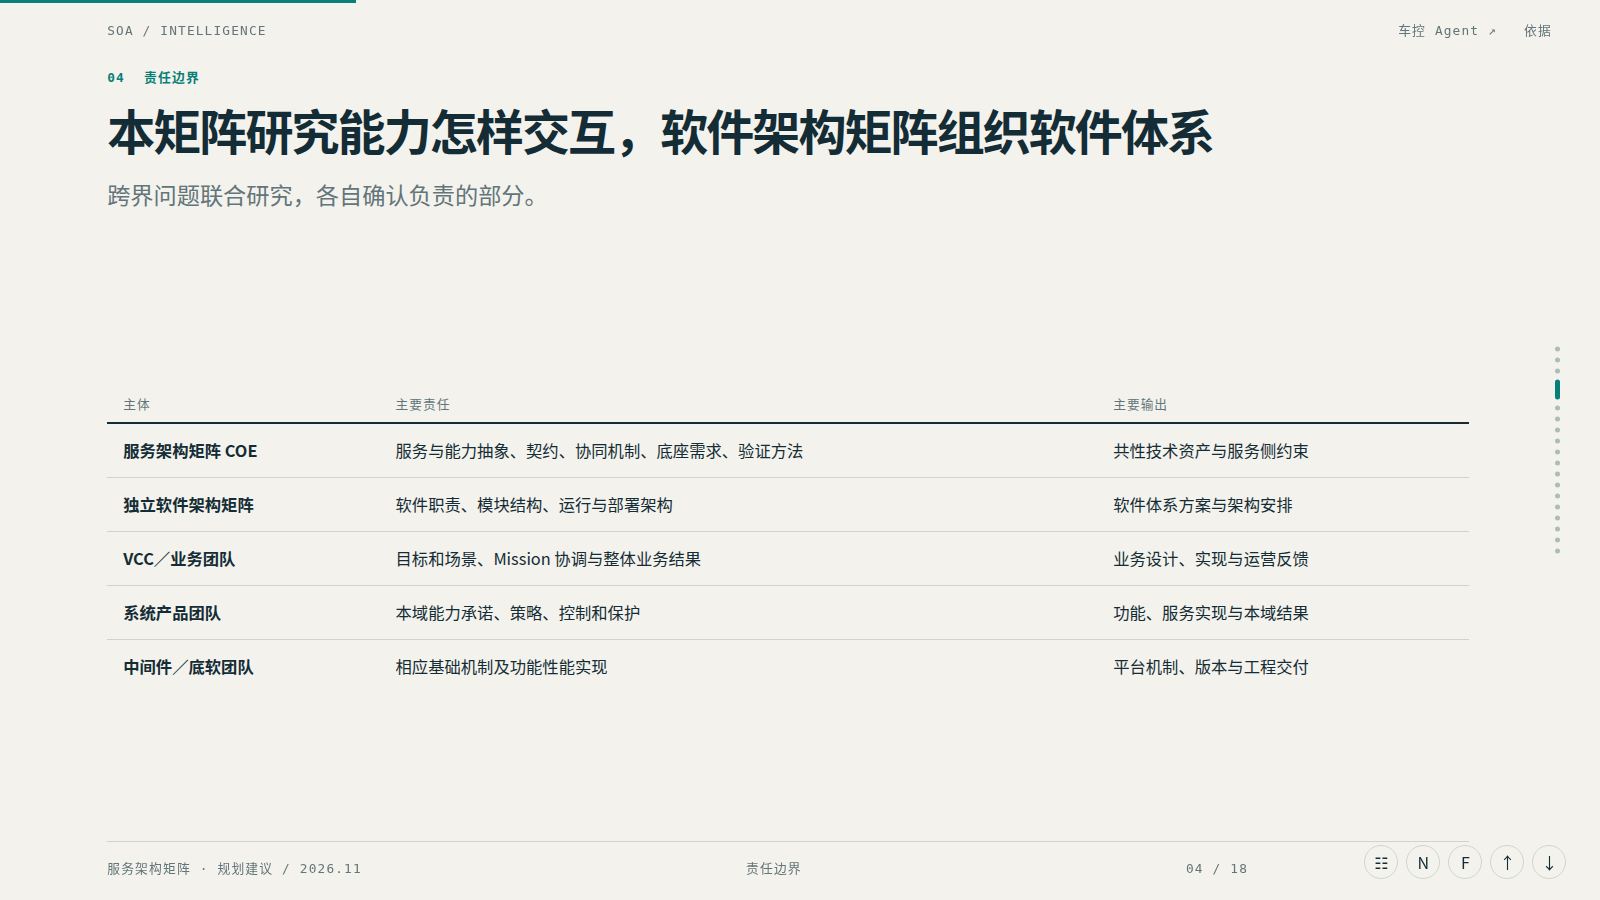 SOA / INTELLIGENCE
车控 Agent ↗ 依据
04 责任边界
本矩阵研究能力怎样交互，软件架构矩阵组织软件体系
跨界问题联合研究，各自确认负责的部分。
主体 主要责任 主要输出
服务架构矩阵 COE 服务与能力抽象、契约、协同机制、底座需求、验证方法 共性技术资产与服务侧约束
独立软件架构矩阵 软件职责、模块结构、运行与部署架构 软件体系方案与架构安排
VCC／业务团队 目标和场景、Mission 协调与整体业务结果 业务设计、实现与运营反馈
系统产品团队 本域能力承诺、策略、控制和保护 功能、服务实现与本域结果
中间件／底软团队 相应基础机制及功能性能实现 平台机制、版本与工程交付
服务架构矩阵 · 规划建议 / 2026.11 责任边界 04 / 18 ☷ N F ↑ ↓